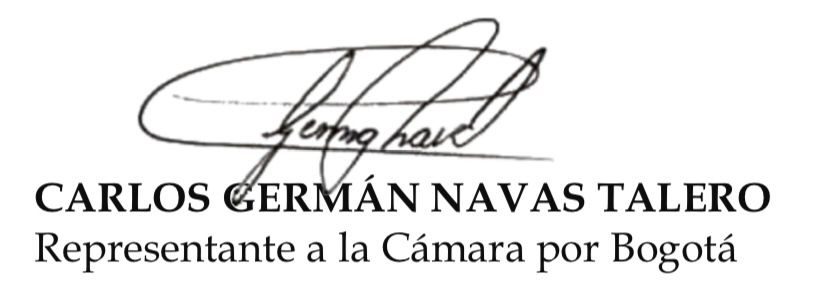 CARLOS GERMÁN NAVAS TALERO
Representante a la Cámara por Bogotá